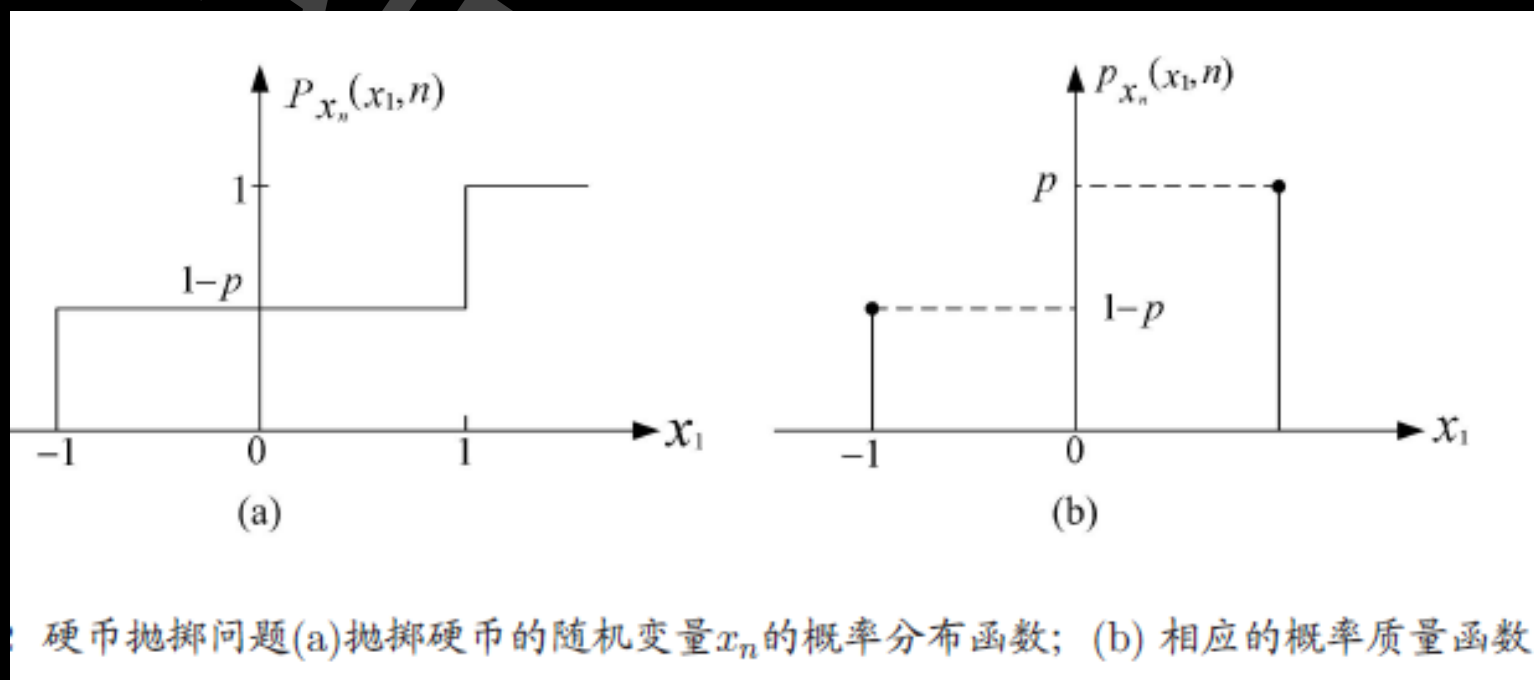 P_{x_n}(x_1,n)
1
1−p
−1
0
1
x_1
(a)
p_{x_n}(x_1,n)
p
1−p
−1
0
x_1
(b)
硬币抛掷问题(a)抛掷硬币的随机变量x_n的概率分布函数; (b) 相应的概率质量函数